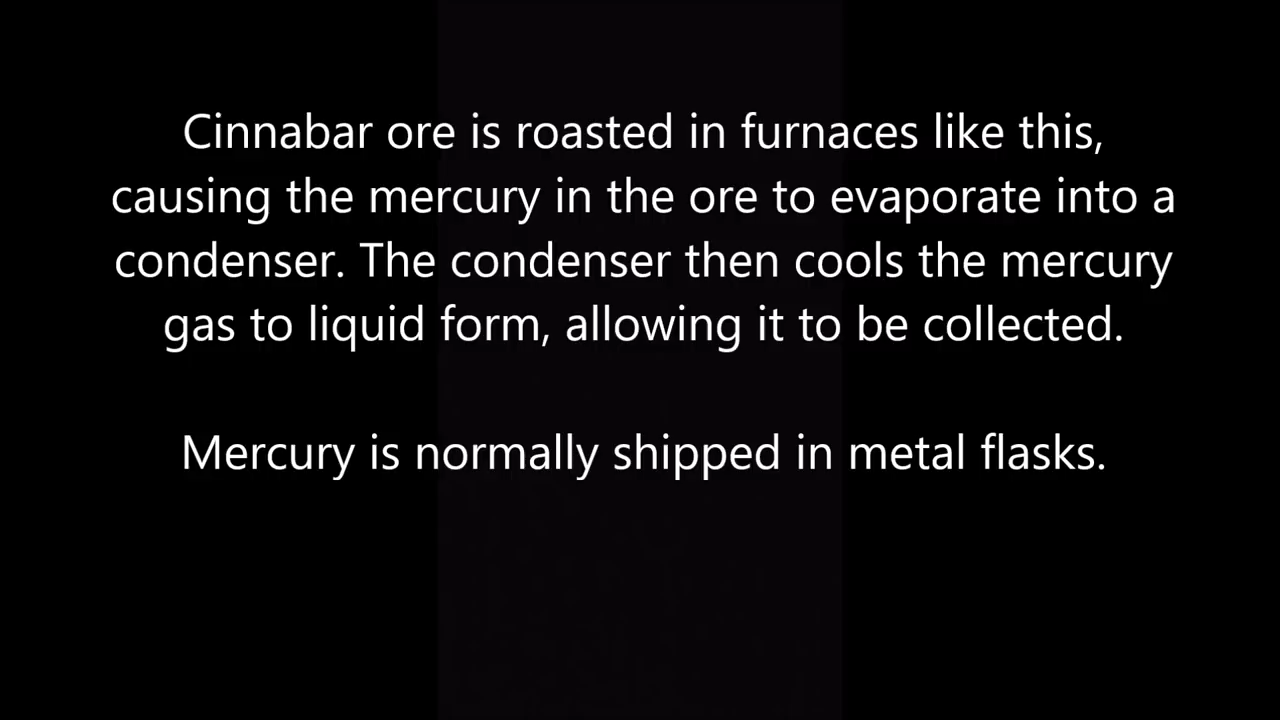 Cinnabar ore is roasted in furnaces like this,
causing the mercury in the ore to evaporate into a
condenser. The condenser then cools the mercury
gas to liquid form, allowing it to be collected.
Mercury is normally shipped in metal flasks.